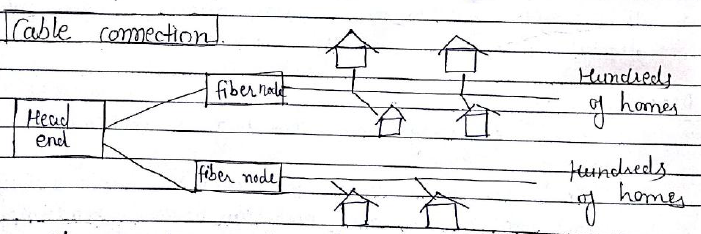 Cable connection.
fiber node
Hundreds
of homes
Head
end
fiber node
Hundreds
of homes